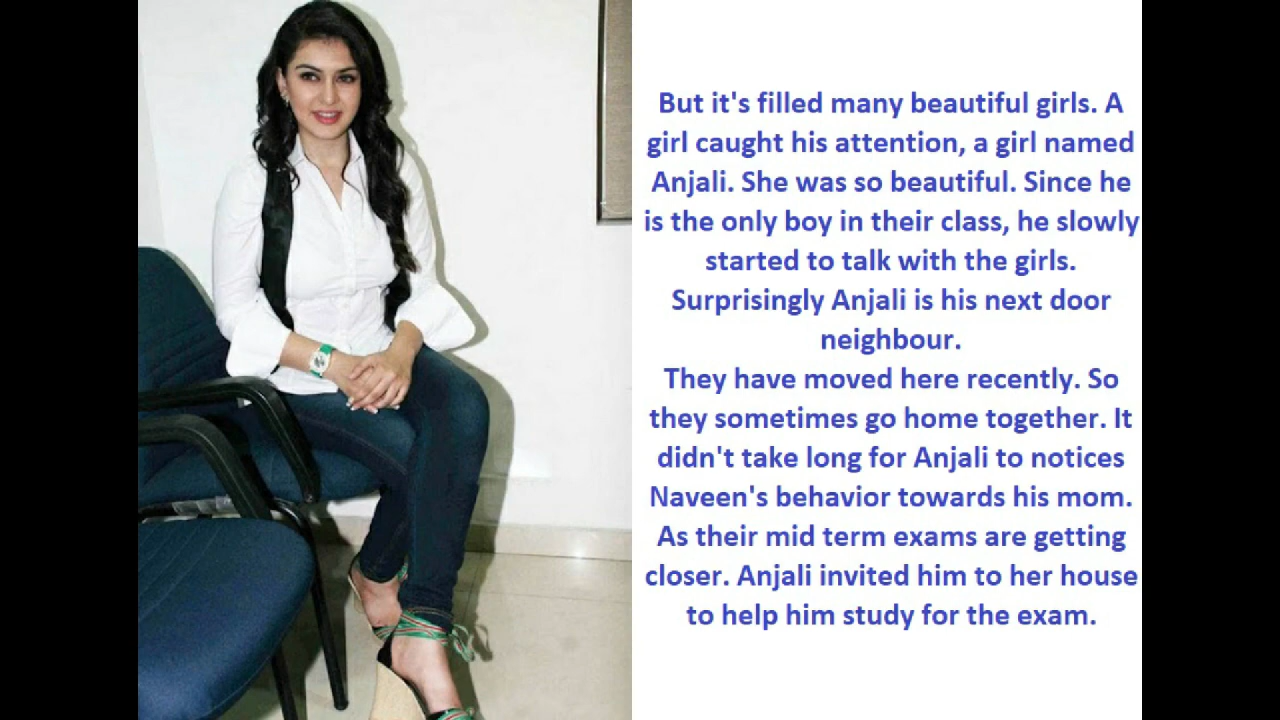 But it's filled many beautiful girls. A
girl caught his attention, a girl named
Anjali. She was so beautiful. Since he
is the only boy in their class, he slowly
started to talk with the girls.
Surprisingly Anjali is his next door
neighbour.
They have moved here recently. So
they sometimes go home together. It
didn't take long for Anjali to notices
Naveen's behavior towards his mom.
As their mid term exams are getting
closer. Anjali invited him to her house
to help him study for the exam.